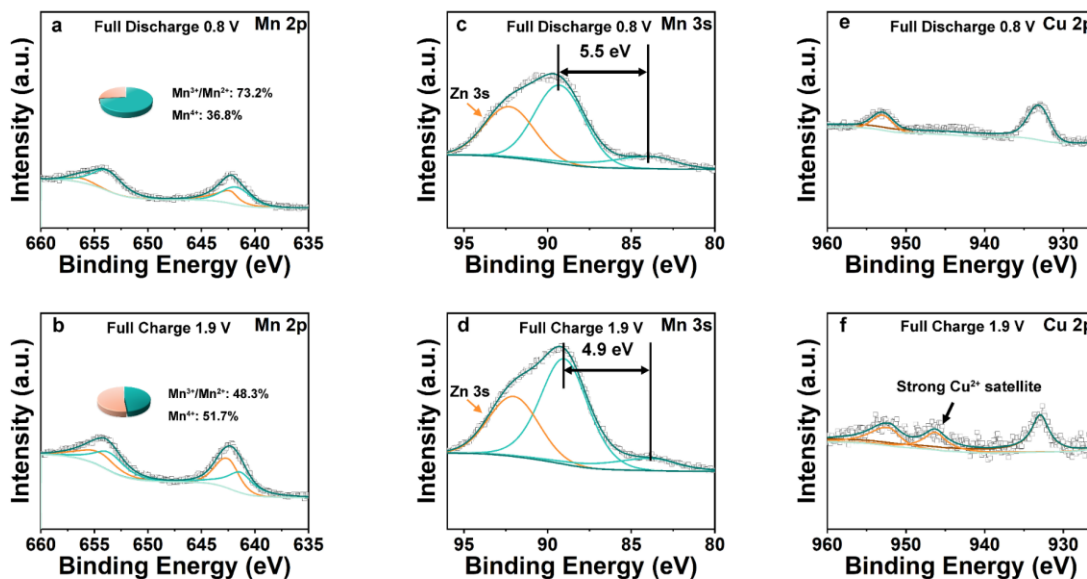 a Full Discharge 0.8 V Mn 2p
Mn³⁺/Mn²⁺: 73.2%
Mn⁴⁺: 36.8%
Intensity (a.u.)
660 655 650 645 640 635
Binding Energy (eV)
c Full Discharge 0.8 V Mn 3s
5.5 eV
Zn 3s
Intensity (a.u.)
95 90 85 80
Binding Energy (eV)
e Full Discharge 0.8 V Cu 2p
Intensity (a.u.)
960 950 940 930
Binding Energy (eV)
b Full Charge 1.9 V Mn 2p
Mn³⁺/Mn²⁺: 48.3%
Mn⁴⁺: 51.7%
Intensity (a.u.)
660 655 650 645 640 635
Binding Energy (eV)
d Full Charge 1.9 V Mn 3s
4.9 eV
Zn 3s
Intensity (a.u.)
95 90 85 80
Binding Energy (eV)
f Full Charge 1.9 V Cu 2p
Strong Cu²⁺ satellite
Intensity (a.u.)
960 950 940 930
Binding Energy (eV)